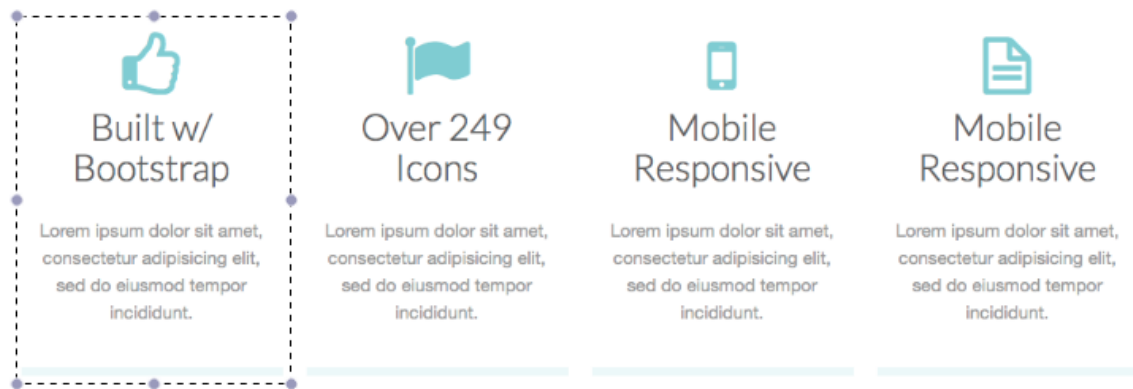 Built w/
Bootstrap
Lorem ipsum dolor sit amet,
consectetur adipisicing elit,
sed do eiusmod tempor
incididunt.
Over 249
Icons
Lorem ipsum dolor sit amet,
consectetur adipisicing elit,
sed do eiusmod tempor
incididunt.
Mobile
Responsive
Lorem ipsum dolor sit amet,
consectetur adipisicing elit,
sed do eiusmod tempor
incididunt.
Mobile
Responsive
Lorem ipsum dolor sit amet,
consectetur adipisicing elit,
sed do eiusmod tempor
incididunt.